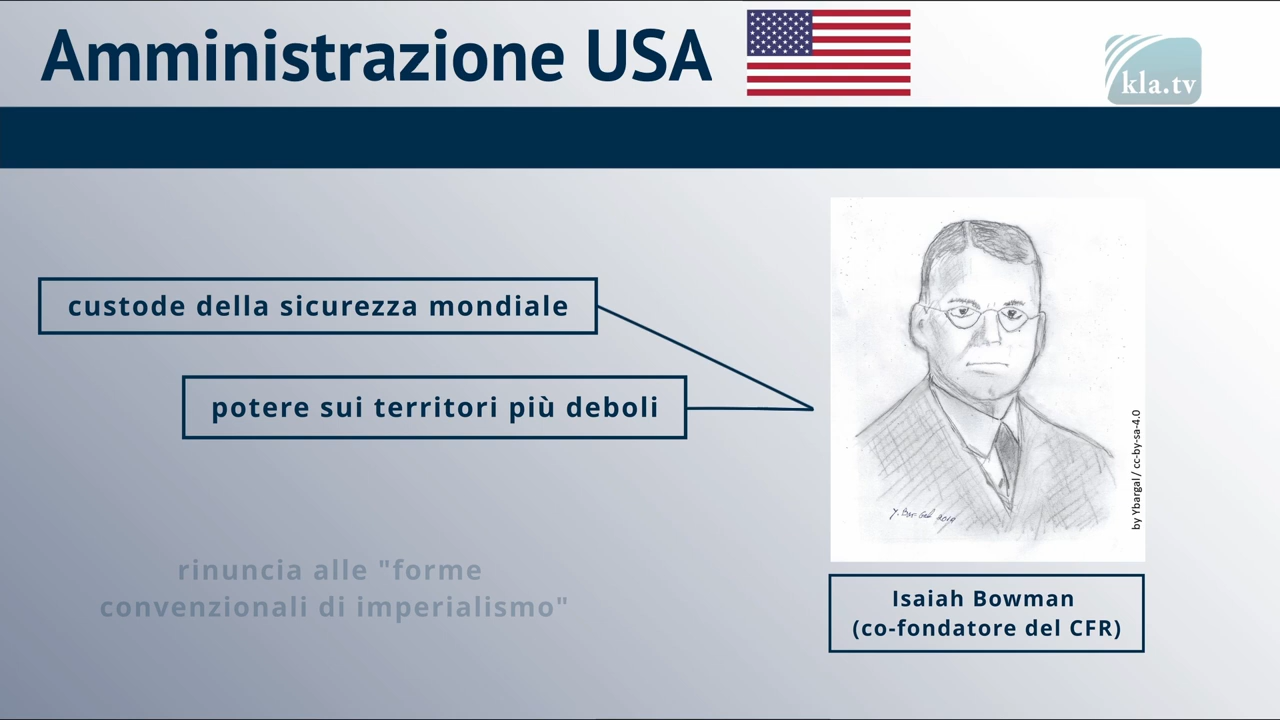 Amministrazione USA
kla.tv
custode della sicurezza mondiale
potere sui territori più deboli
rinuncia alle "forme
convenzionali di imperialismo"
by Ybargal / cc-by-sa-4.0
Isaiah Bowman
(co-fondatore del CFR)